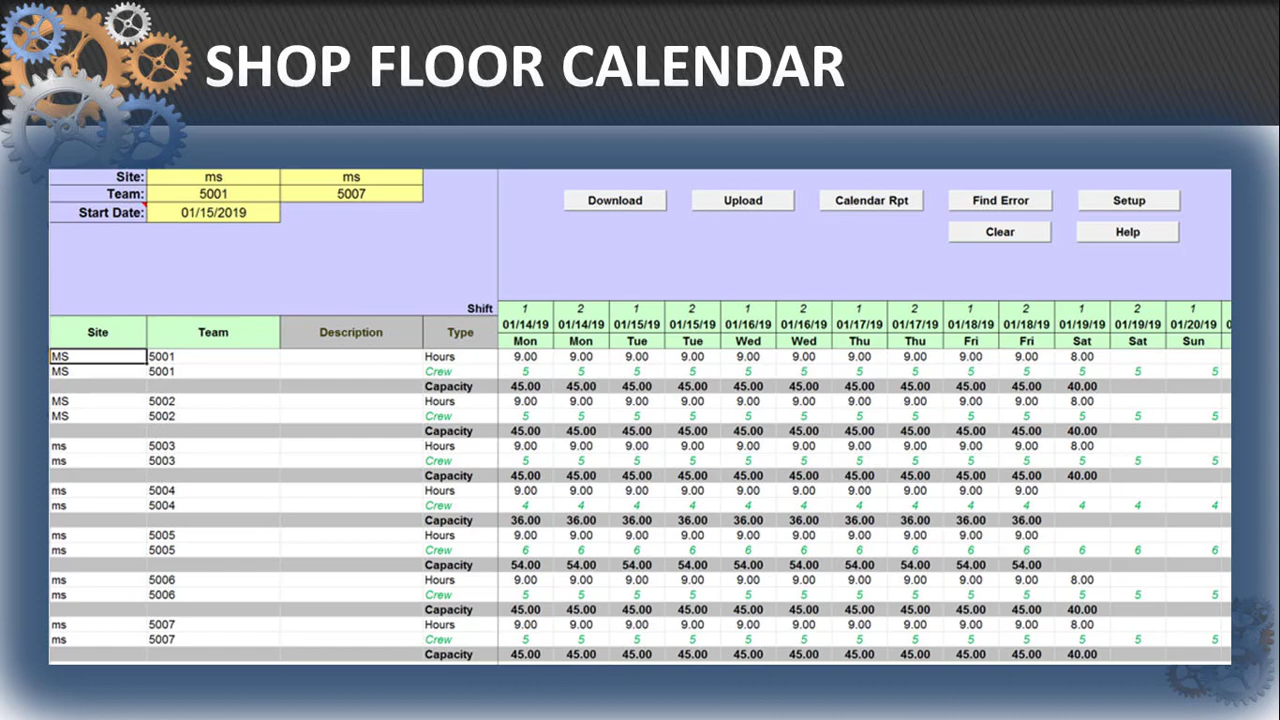 SHOP FLOOR CALENDAR
Site: ms ms
Team: 5001 5007
Start Date: 01/15/2019
Download Upload Calendar Rpt Find Error Setup
Clear Help
Shift 1 2 1 2 1 2 1 2 1 2 1 2 1
01/14/19 01/14/19 01/15/19 01/15/19 01/16/19 01/16/19 01/17/19 01/17/19 01/18/19 01/18/19 01/19/19 01/19/19 01/20/19 0
Site Team Description Type
Mon Mon Tue Tue Wed Wed Thu Thu Fri Fri Sat Sat Sun
MS 5001 Hours 9.00 9.00 9.00 9.00 9.00 9.00 9.00 9.00 9.00 9.00 8.00
MS 5001 Crew 5 5 5 5 5 5 5 5 5 5 5 5 5
Capacity 45.00 45.00 45.00 45.00 45.00 45.00 45.00 45.00 45.00 45.00 40.00
MS 5002 Hours 9.00 9.00 9.00 9.00 9.00 9.00 9.00 9.00 9.00 9.00 8.00
MS 5002 Crew 5 5 5 5 5 5 5 5 5 5 5 5 5
Capacity 45.00 45.00 45.00 45.00 45.00 45.00 45.00 45.00 45.00 45.00 40.00
ms 5003 Hours 9.00 9.00 9.00 9.00 9.00 9.00 9.00 9.00 9.00 9.00 8.00
ms 5003 Crew 5 5 5 5 5 5 5 5 5 5 5 5 5
Capacity 45.00 45.00 45.00 45.00 45.00 45.00 45.00 45.00 45.00 45.00 40.00
ms 5004 Hours 9.00 9.00 9.00 9.00 9.00 9.00 9.00 9.00 9.00 9.00
ms 5004 Crew 4 4 4 4 4 4 4 4 4 4 4 4 4
Capacity 36.00 36.00 36.00 36.00 36.00 36.00 36.00 36.00 36.00 36.00
ms 5005 Hours 9.00 9.00 9.00 9.00 9.00 9.00 9.00 9.00 9.00 9.00
ms 5005 Crew 6 6 6 6 6 6 6 6 6 6 6 6 6
Capacity 54.00 54.00 54.00 54.00 54.00 54.00 54.00 54.00 54.00 54.00
ms 5006 Hours 9.00 9.00 9.00 9.00 9.00 9.00 9.00 9.00 9.00 9.00 8.00
ms 5006 Crew 5 5 5 5 5 5 5 5 5 5 5 5 5
Capacity 45.00 45.00 45.00 45.00 45.00 45.00 45.00 45.00 45.00 45.00 40.00
ms 5007 Hours 9.00 9.00 9.00 9.00 9.00 9.00 9.00 9.00 9.00 9.00 8.00
ms 5007 Crew 5 5 5 5 5 5 5 5 5 5 5 5 5
Capacity 45.00 45.00 45.00 45.00 45.00 45.00 45.00 45.00 45.00 45.00 40.00